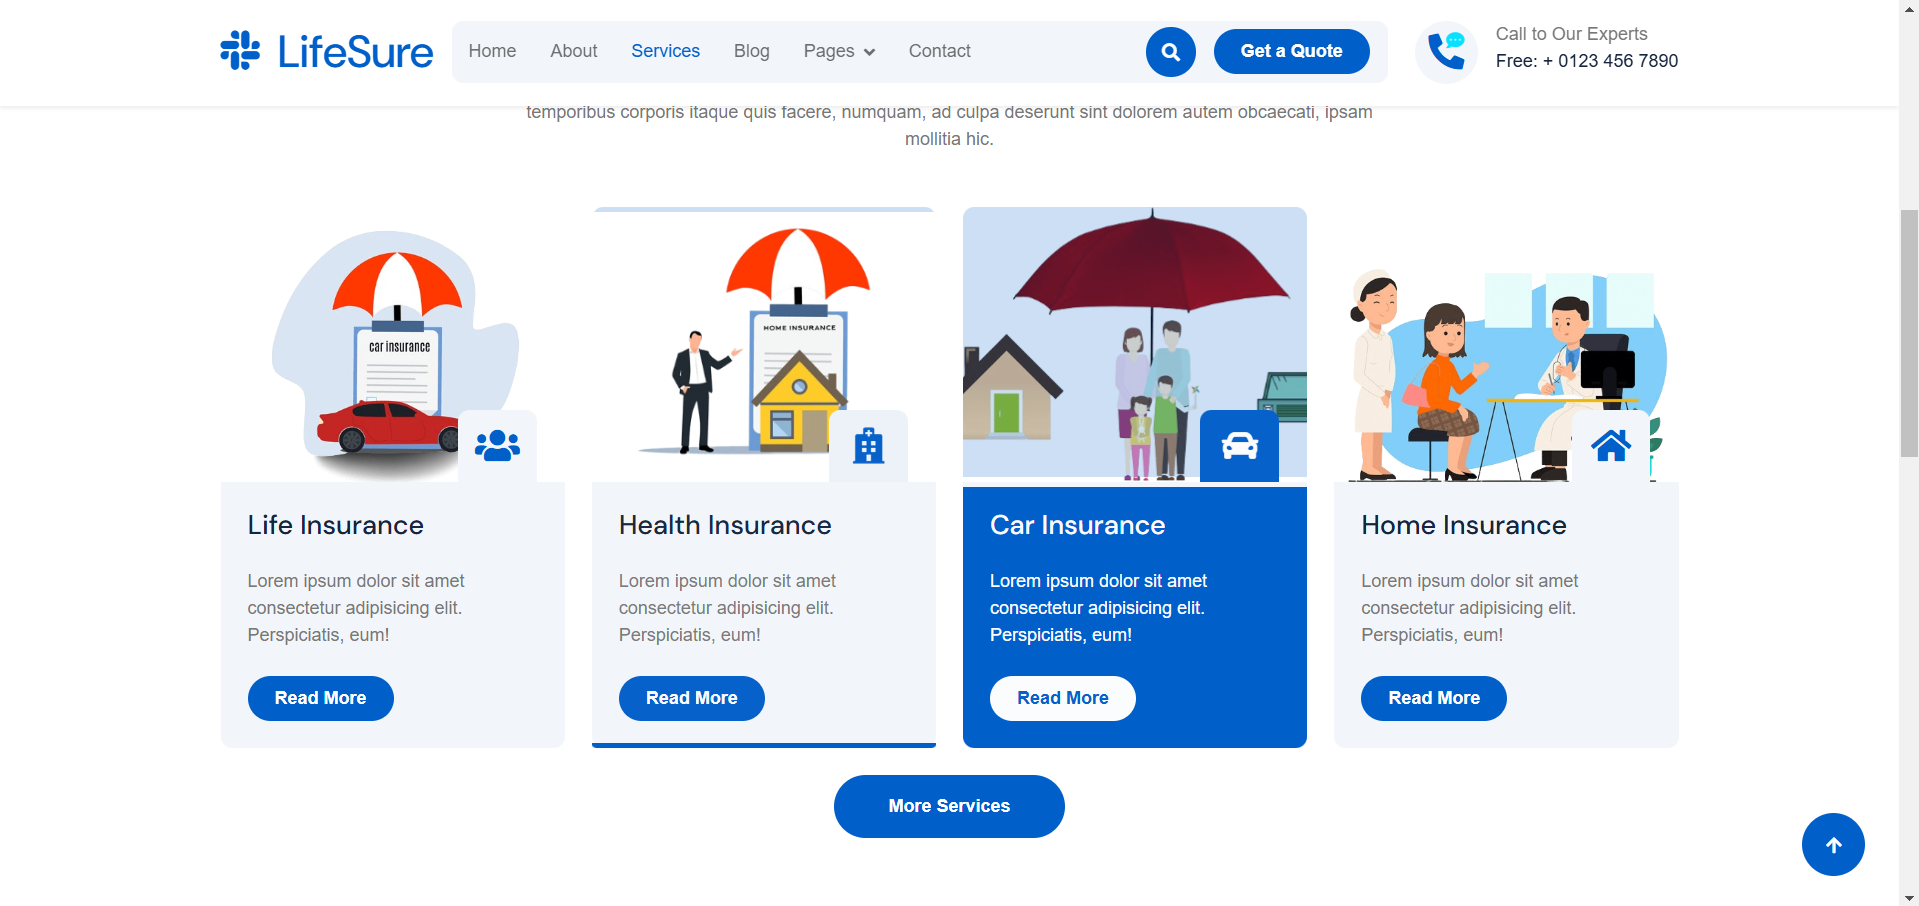 LifeSure
Home
About
Services
Blog
Pages
Contact
Get a Quote
Call to Our Experts
Free: + 0123 456 7890
temporibus corporis itaque quis facere, numquam, ad culpa deserunt sint dolorem autem obcaecati, ipsam
mollitia hic.
car insurance
HOME INSURANCE
Life Insurance
Lorem ipsum dolor sit amet
consectetur adipisicing elit.
Perspiciatis, eum!
Read More
Health Insurance
Lorem ipsum dolor sit amet
consectetur adipisicing elit.
Perspiciatis, eum!
Read More
Car Insurance
Lorem ipsum dolor sit amet
consectetur adipisicing elit.
Perspiciatis, eum!
Read More
Home Insurance
Lorem ipsum dolor sit amet
consectetur adipisicing elit.
Perspiciatis, eum!
Read More
More Services